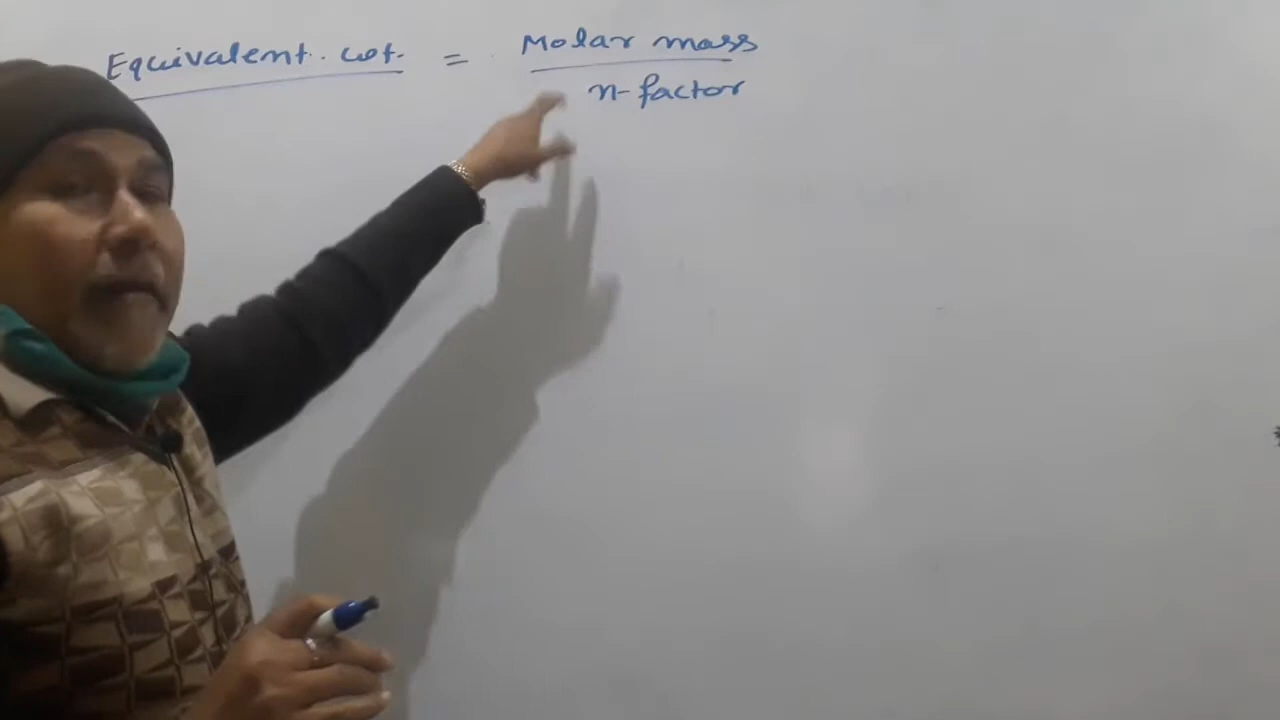 Equivalent. wt. = Molar mass
n-factor